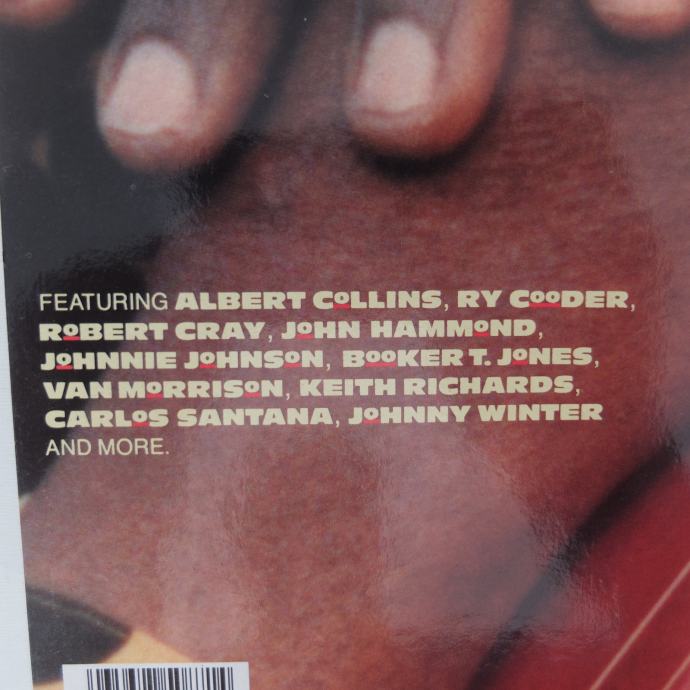 FEATURING ALBERT COLLINS, RY COODER,
ROBERT CRAY, JOHN HAMMOND,
JOHNNIE JOHNSON, BOOKER T. JONES,
VAN MORRISON, KEITH RICHARDS,
CARLOS SANTANA, JOHNNY WINTER
AND MORE.